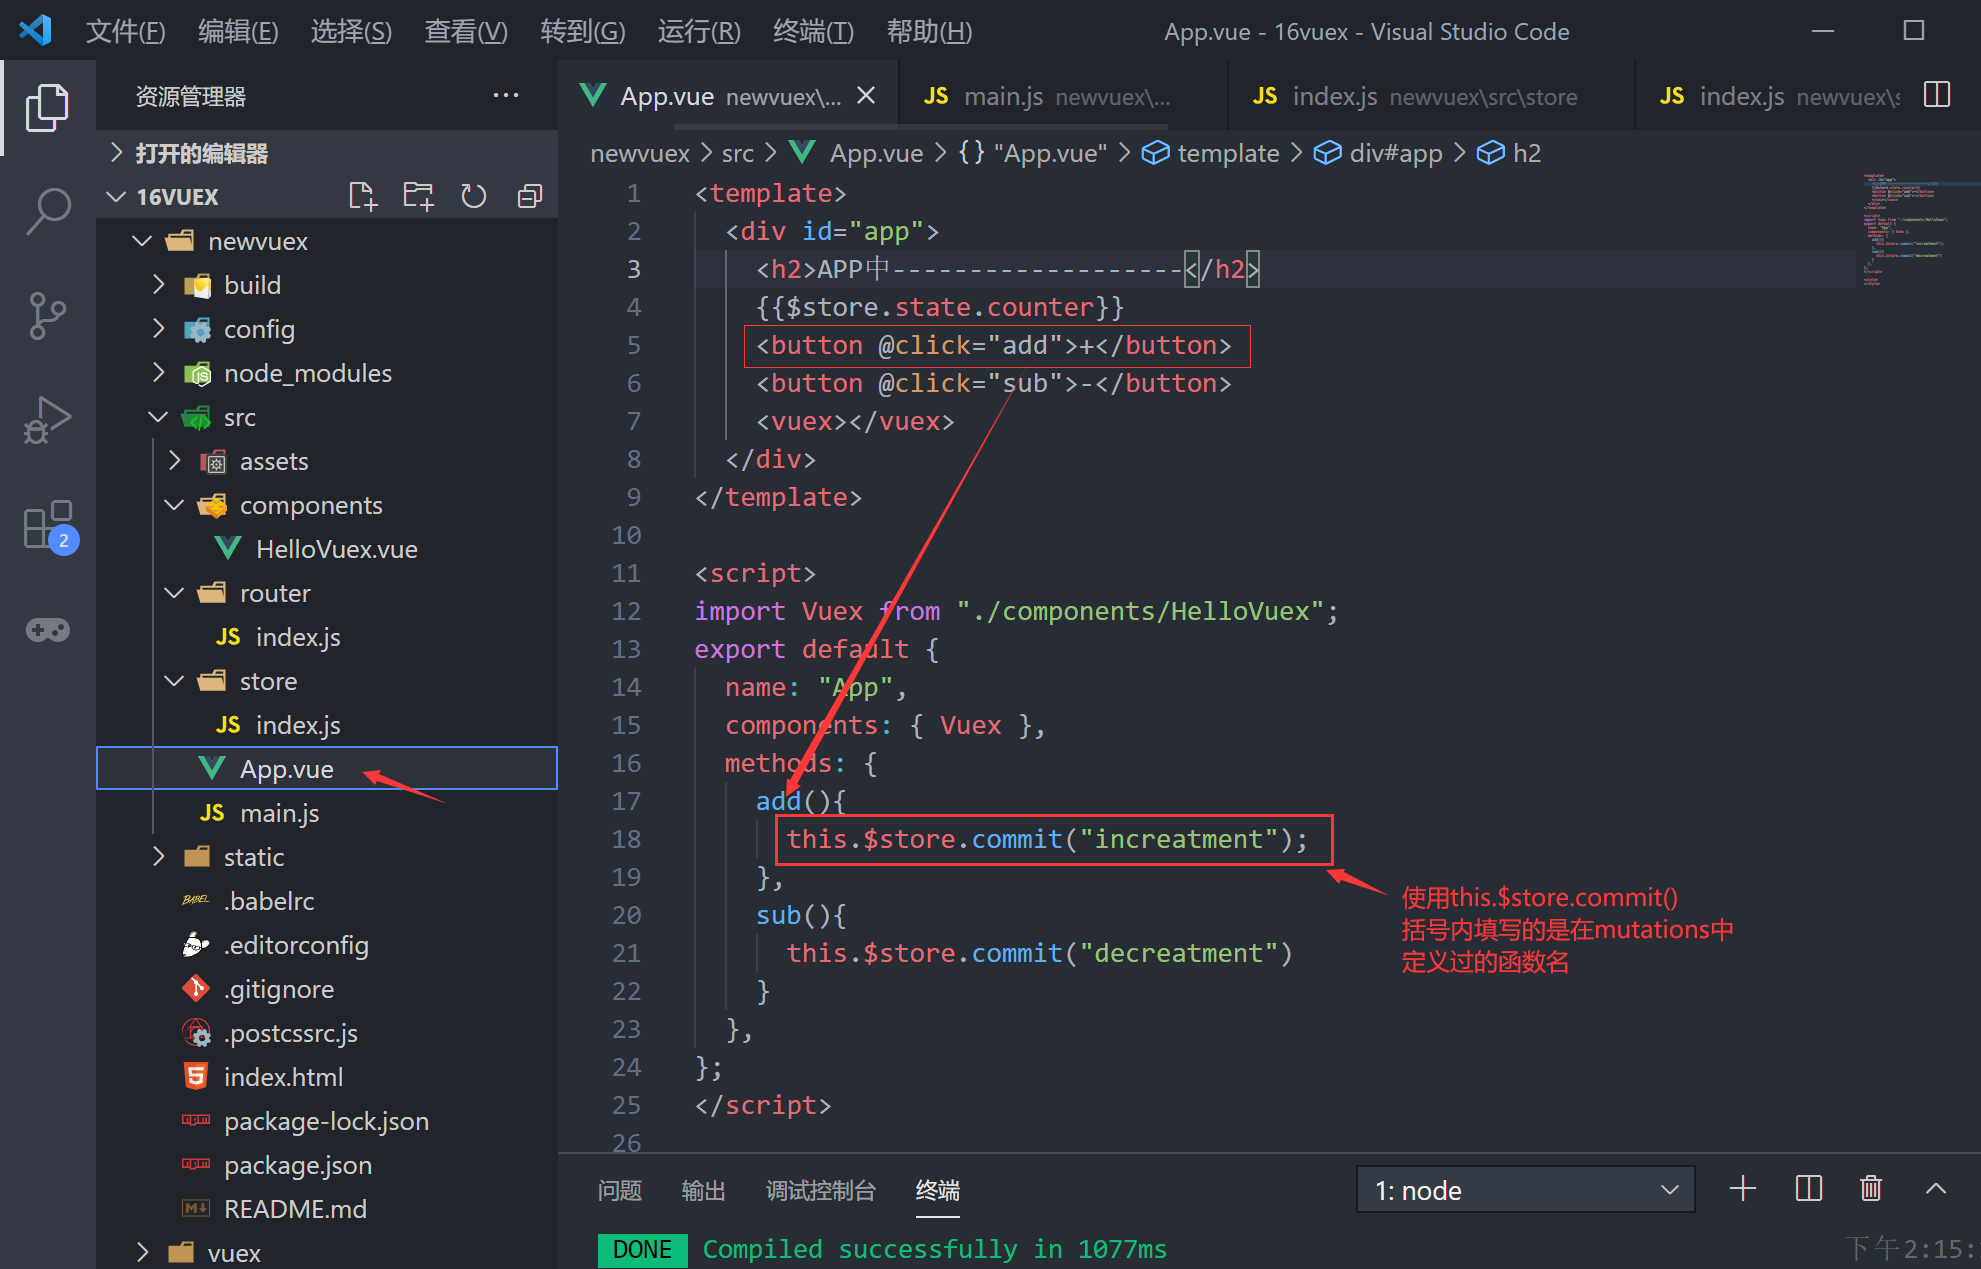 文件(F) 编辑(E) 选择(S) 查看(V) 转到(G) 运行(R) 终端(T) 帮助(H) App.vue - 16vuex - Visual Studio Code
资源管理器 ···
打开的编辑器
16VUEX
newvuex
build
config
node_modules
src
assets
components
HelloVuex.vue
router
JS index.js
store
JS index.js
App.vue
JS main.js
static
BABEL .babelrc
.editorconfig
.gitignore
.postcssrc.js
index.html
package-lock.json
package.json
README.md
vuex
2
App.vue newvuex\... JS main.js newvuex\... JS index.js newvuex\src\store JS index.js newvuex\s
newvuex > src > App.vue > {} "App.vue" > template > div#app > h2
1 <template>
2 <div id="app">
3 <h2>APP中-------------------</h2>
4 {{$store.state.counter}}
5 <button @click="add">+</button>
6 <button @click="sub">-</button>
7 <vuex></vuex>
8 </div>
9 </template>
10
11 <script>
12 import Vuex from "./components/HelloVuex";
13 export default {
14 name: "App",
15 components: { Vuex },
16 methods: {
17 add(){
18 this.$store.commit("increatment");
19 },
20 sub(){
21 this.$store.commit("decreatment")
22 }
23 },
24 };
25 </script>
26
使用this.$store.commit()
括号内填写的是在mutations中
定义过的函数名
问题 输出 调试控制台 终端 1: node
DONE Compiled successfully in 1077ms 下午2:15: